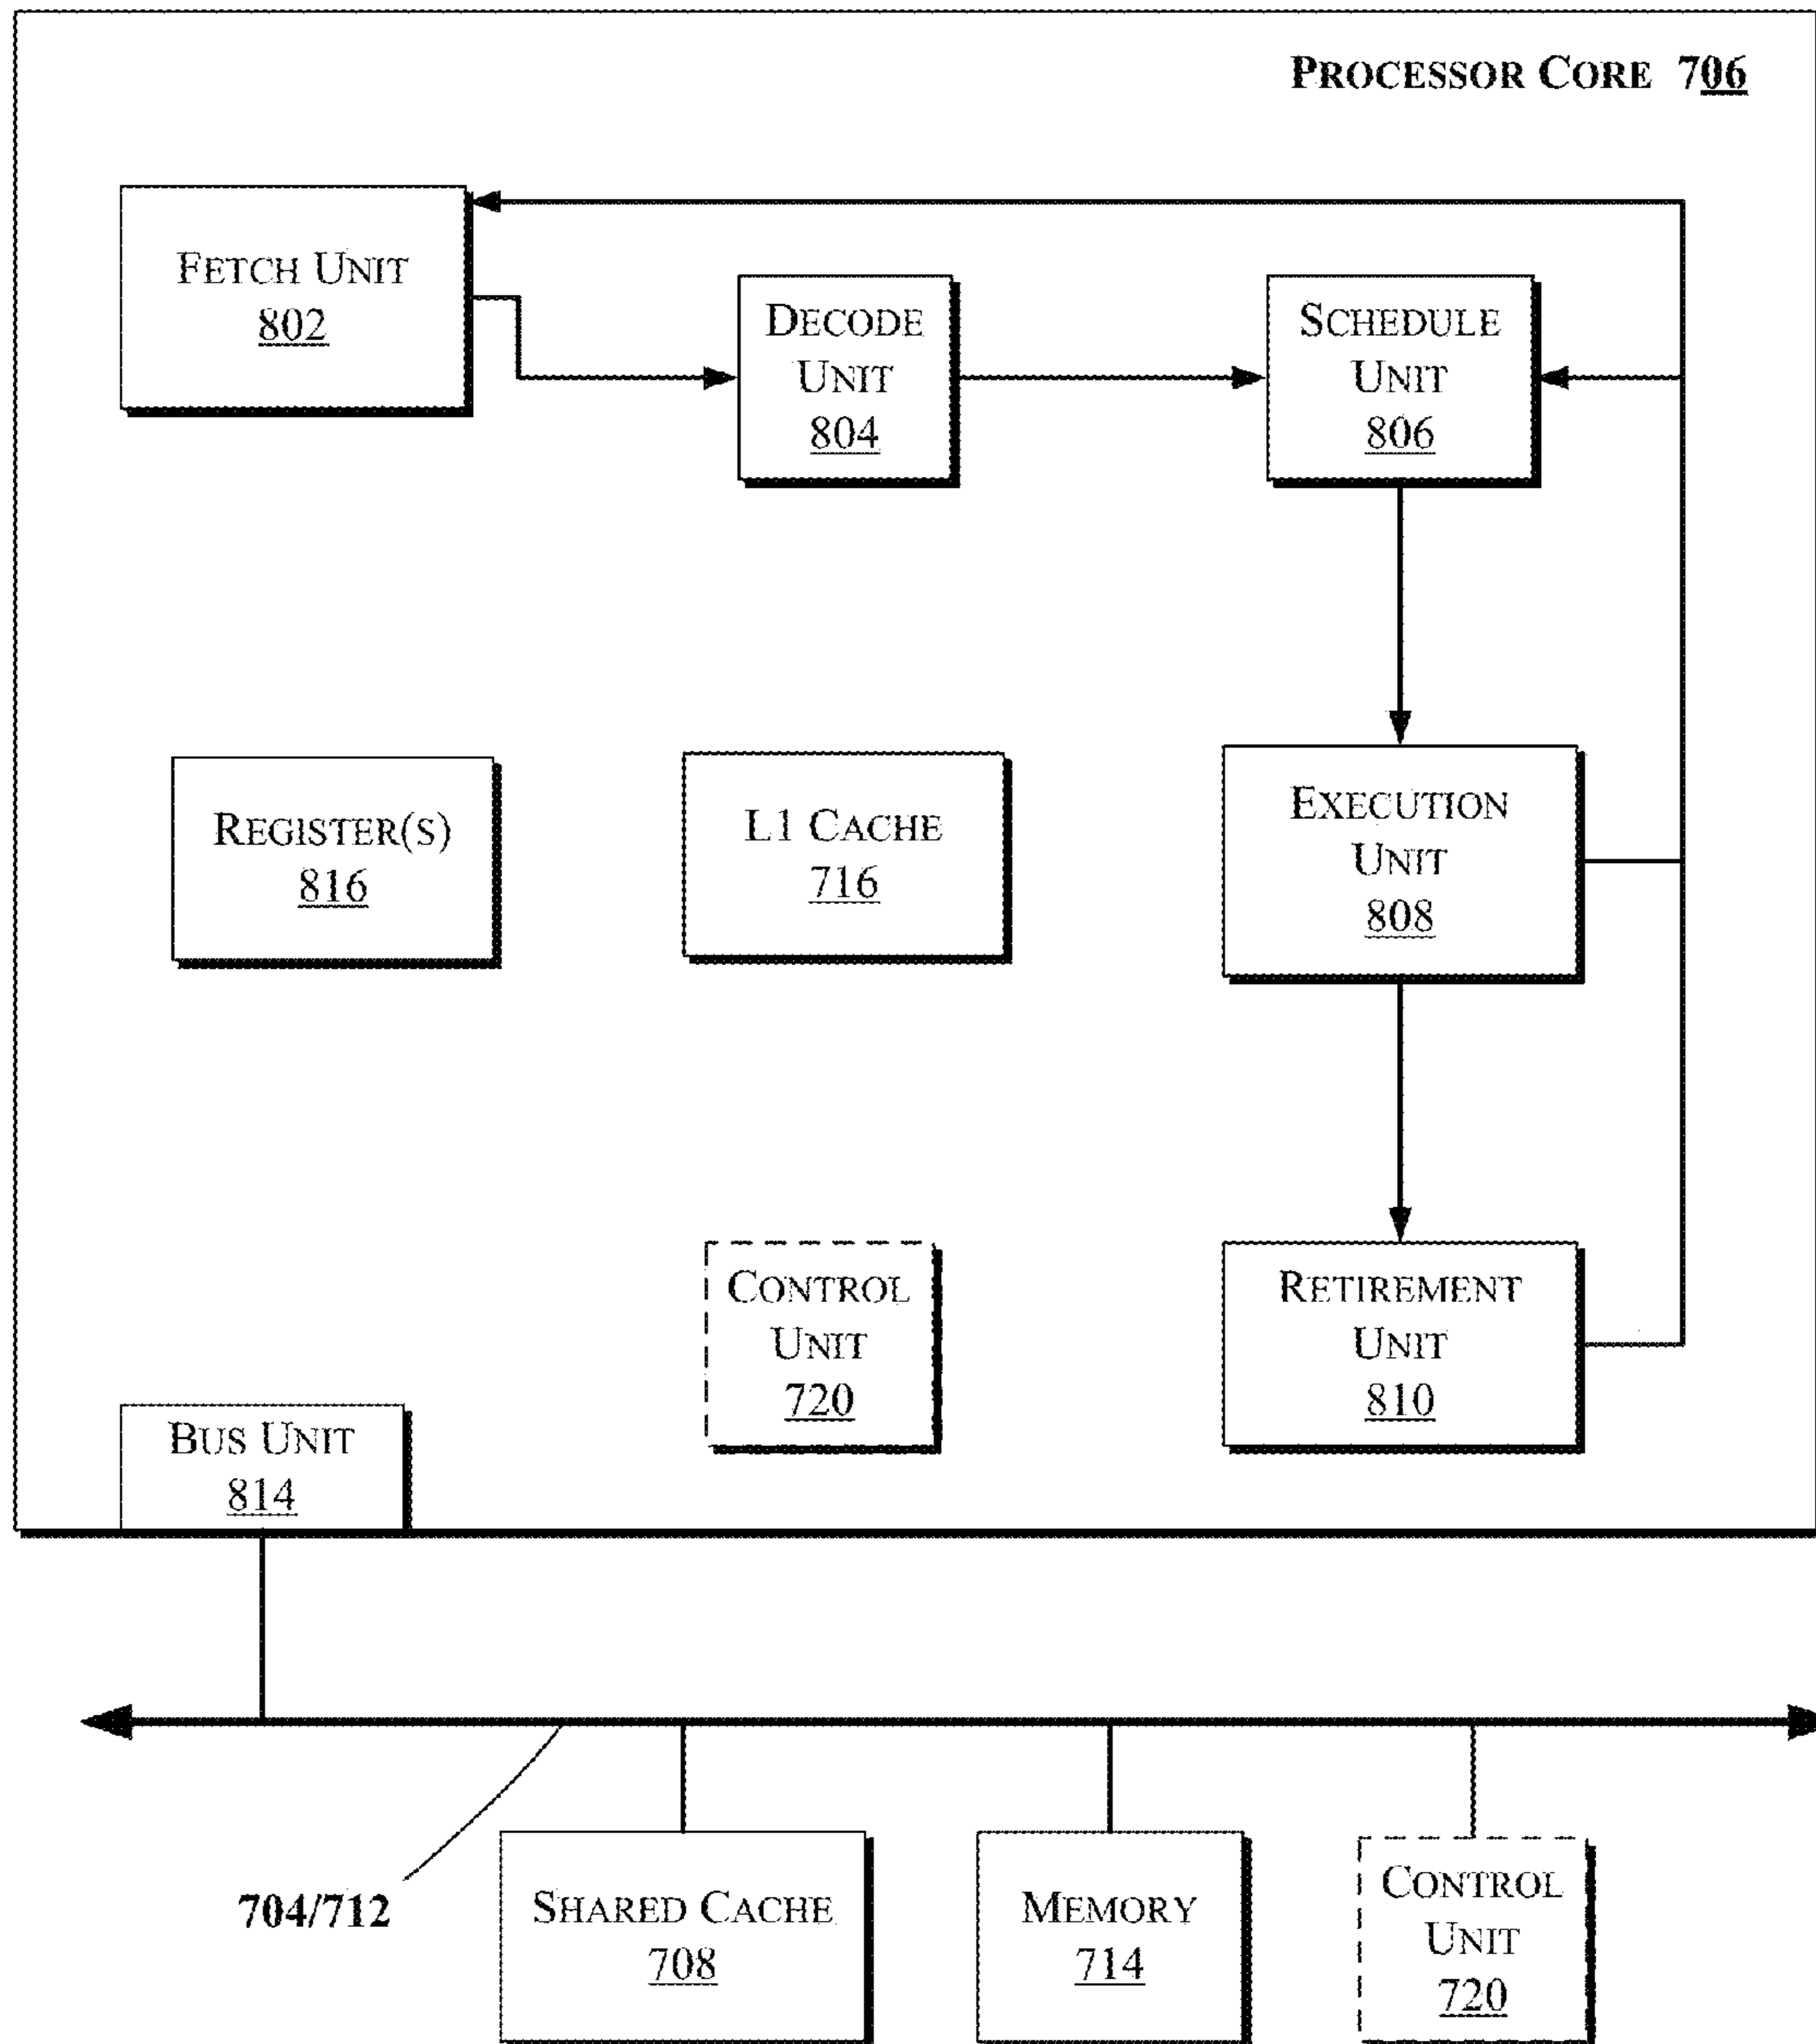 PROCESSOR CORE 706
FETCH UNIT
802
DECODE
UNIT
804
SCHEDULE
UNIT
806
REGISTER(S)
816
L1 CACHE
716
EXECUTION
UNIT
808
CONTROL
UNIT
720
RETIREMENT
UNIT
810
BUS UNIT
814
704/712
SHARED CACHE
708
MEMORY
714
CONTROL
UNIT
720